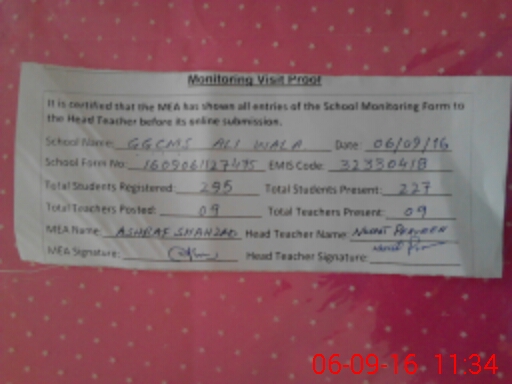 Monitoring Visit Proof
It is certified that the MEA has shown all entries of the School Monitoring Form to
the Head Teacher before its online submission.
School Name: GGCMS ALI WALA Date: 06/09/16
School Form No: EMIS Code: 32330418
Total Students Registered: 295 Total Students Present: 227
Total Teachers Posted: 09 Total Teachers Present: 09
MEA Name: ASHRAF SHAHZAD Head Teacher Name:
MEA Signature: Head Teacher Signature:
06-09-16 11:34